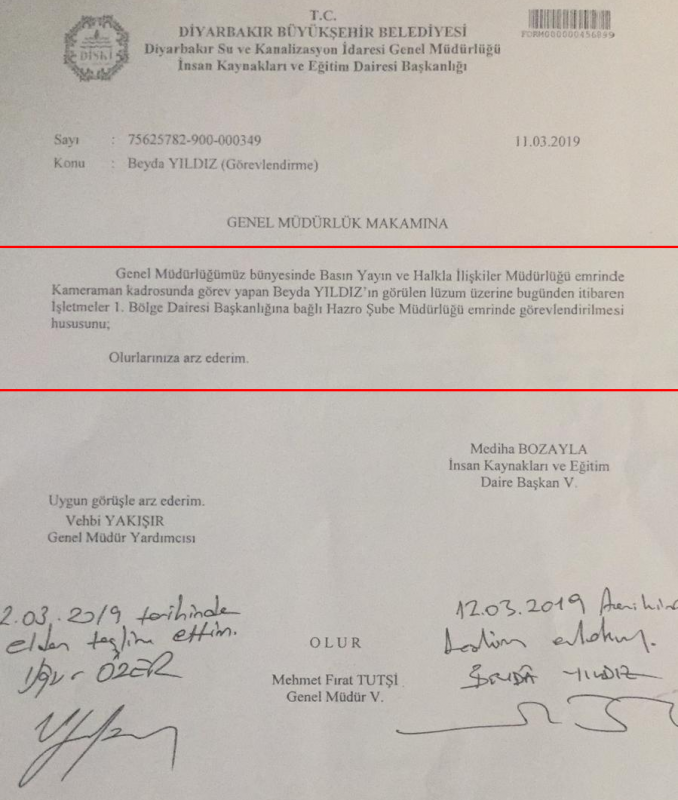 T.C.
DİYARBAKIR BÜYÜKŞEHİR BELEDİYESİ
Diyarbakır Su ve Kanalizasyon İdaresi Genel Müdürlüğü
İnsan Kaynakları ve Eğitim Dairesi Başkanlığı
DİSKİ
FORM000000456899
Sayı : 75625782-900-000349
11.03.2019
Konu : Beyda YILDIZ (Görevlendirme)
GENEL MÜDÜRLÜK MAKAMINA
Genel Müdürlüğümüz bünyesinde Basın Yayın ve Halkla İlişkiler Müdürlüğü emrinde
Kameraman kadrosunda görev yapan Beyda YILDIZ'ın görülen lüzum üzerine bugünden itibaren
İşletmeler 1. Bölge Dairesi Başkanlığına bağlı Hazro Şube Müdürlüğü emrinde görevlendirilmesi
hususunu;
Olurlarınıza arz ederim.
Mediha BOZAYLA
İnsan Kaynakları ve Eğitim
Daire Başkan V.
Uygun görüşle arz ederim.
Vehbi YAKIŞIR
Genel Müdür Yardımcısı
2.03.2019 tarihinde
elden teslim ettim.
ÖZER
12.03.2019
YILDIZ
OLUR
Mehmet Fırat TUTŞİ
Genel Müdür V.